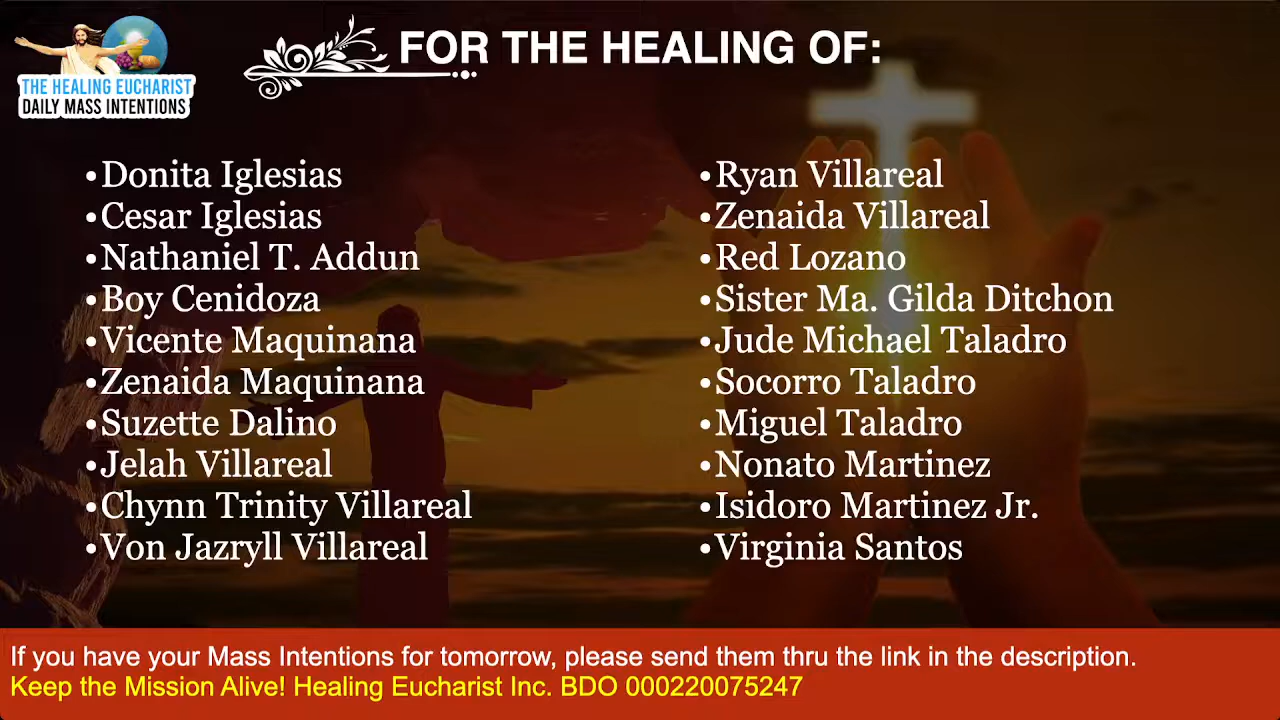 THE HEALING EUCHARIST
DAILY MASS INTENTIONS
FOR THE HEALING OF:
•Donita Iglesias
•Cesar Iglesias
•Nathaniel T. Addun
•Boy Cenidoza
•Vicente Maquinana
•Zenaida Maquinana
•Suzette Dalino
•Jelah Villareal
•Chynn Trinity Villareal
•Von Jazryll Villareal
•Ryan Villareal
•Zenaida Villareal
•Red Lozano
•Sister Ma. Gilda Ditchon
•Jude Michael Taladro
•Socorro Taladro
•Miguel Taladro
•Nonato Martinez
•Isidoro Martinez Jr.
•Virginia Santos
If you have your Mass Intentions for tomorrow, please send them thru the link in the description.
Keep the Mission Alive! Healing Eucharist Inc. BDO 000220075247